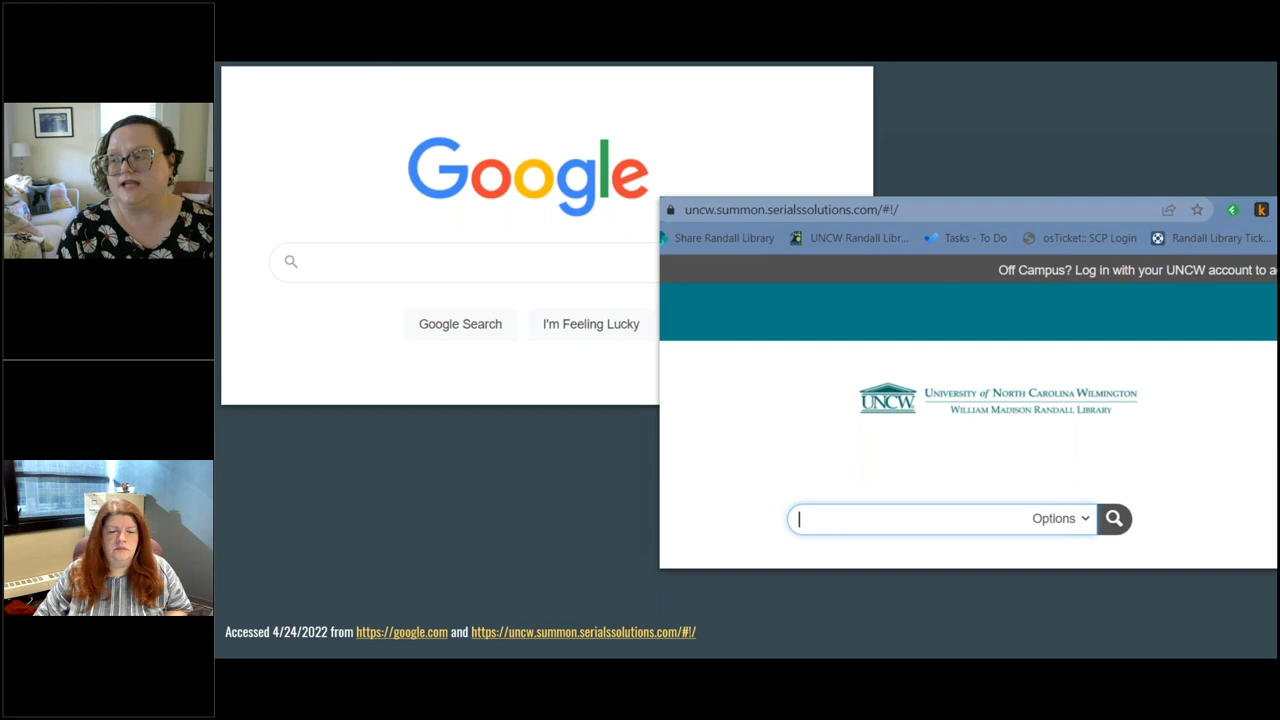 Google
Google Search
I'm Feeling Lucky
uncw.summon.serialssolutions.com/#!/
k
Share Randall Library
UNCW Randall Libr...
Tasks - To Do
osTicket:: SCP Login
Randall Library Tick...
Off Campus? Log in with your UNCW account to a
UNCW
UNIVERSITY of NORTH CAROLINA WILMINGTON
WILLIAM MADISON RANDALL LIBRARY
Options
Accessed 4/24/2022 from https://google.com and https://uncw.summon.serialssolutions.com/#!/